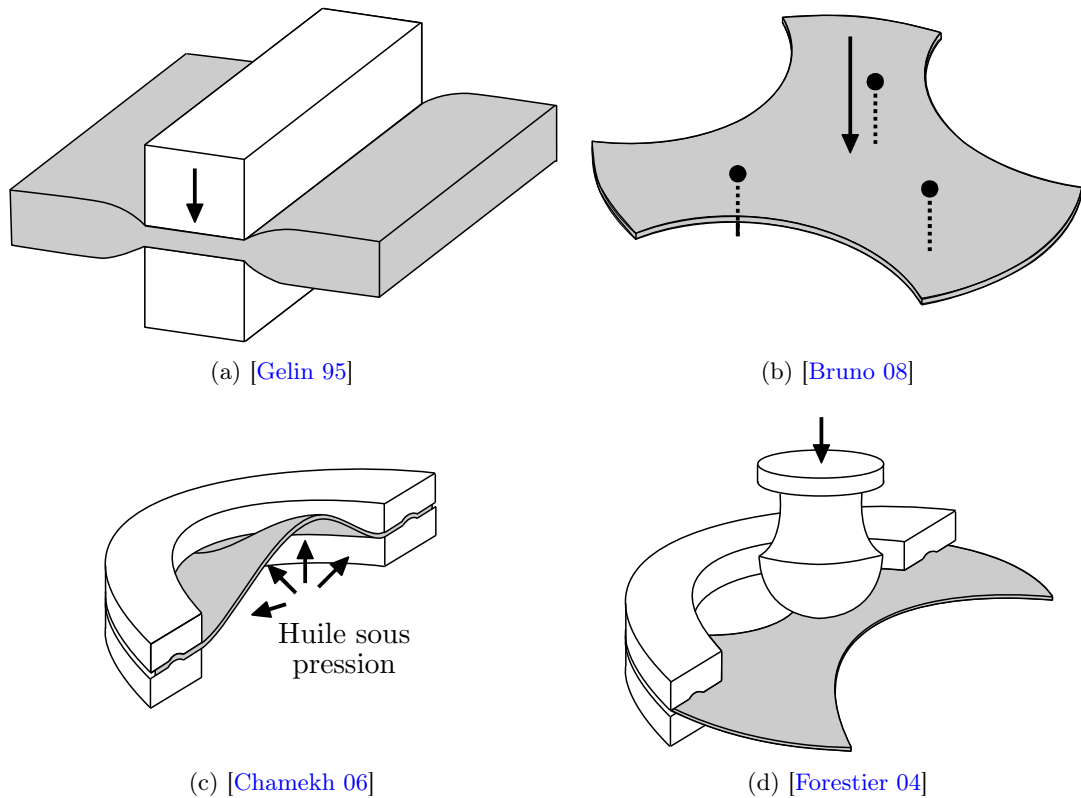 (a) [Gelin 95]
(b) [Bruno 08]
Huile sous
pression
(c) [Chamekh 06]
(d) [Forestier 04]